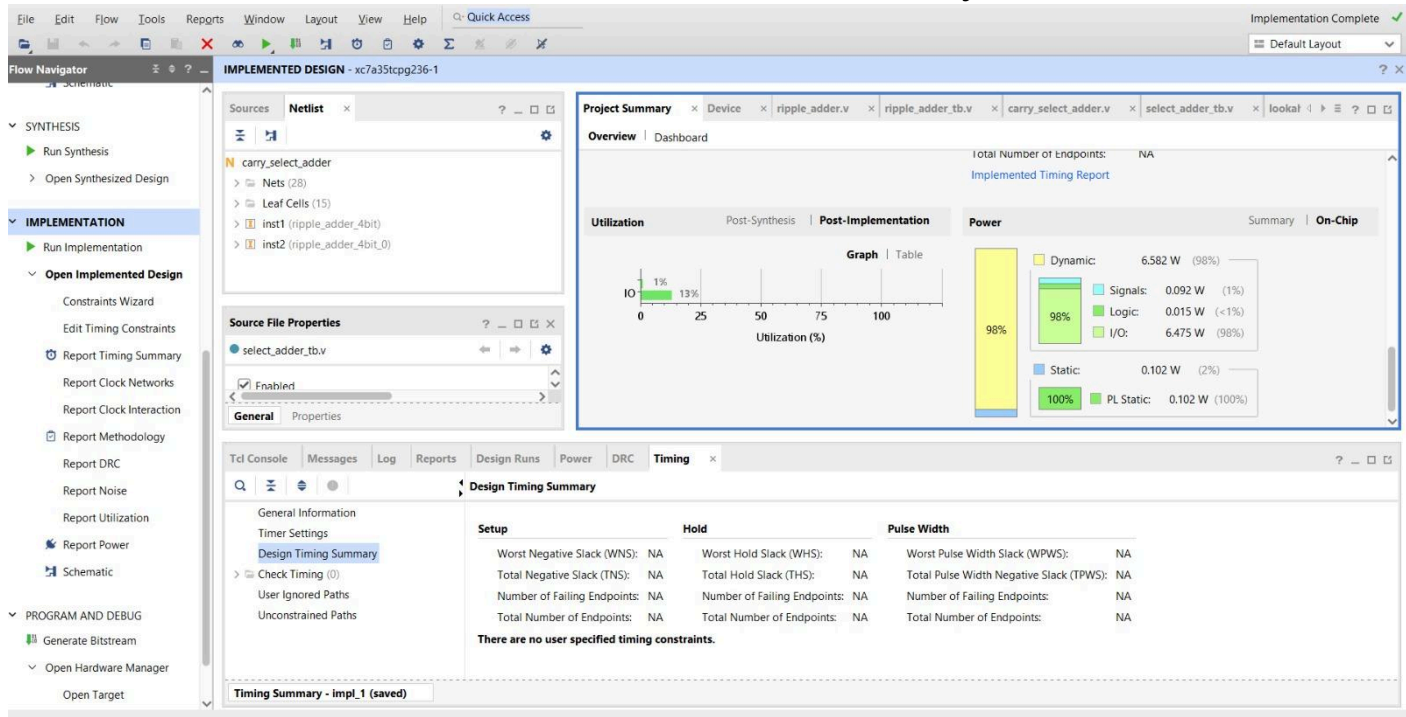 File Edit Flow Tools Reports Window Layout View Help Quick Access Implementation Complete
Default Layout
Flow Navigator
Schematic
SYNTHESIS
Run Synthesis
Open Synthesized Design
IMPLEMENTATION
Run Implementation
Open Implemented Design
Constraints Wizard
Edit Timing Constraints
Report Timing Summary
Report Clock Networks
Report Clock Interaction
Report Methodology
Report DRC
Report Noise
Report Utilization
Report Power
Schematic
PROGRAM AND DEBUG
Generate Bitstream
Open Hardware Manager
Open Target
IMPLEMENTED DESIGN - xc7a35tcpg236-1
Sources Netlist
N carry_select_adder
Nets (28)
Leaf Cells (15)
inst1 (ripple_adder_4bit)
inst2 (ripple_adder_4bit_0)
Source File Properties
select_adder_tb.v
Enabled
General Properties
Project Summary Device ripple_adder.v ripple_adder_tb.v carry_select_adder.v select_adder_tb.v lookah
Overview Dashboard
Total Number of Endpoints: NA
Implemented Timing Report
Utilization Post-Synthesis Post-Implementation
Graph Table
1%
IO 13%
0 25 50 75 100
Utilization (%)
Power Summary On-Chip
98%
Dynamic: 6.582 W (98%)
98%
Signals: 0.092 W (1%)
Logic: 0.015 W (<1%)
I/O: 6.475 W (98%)
Static: 0.102 W (2%)
100% PL Static: 0.102 W (100%)
Tcl Console Messages Log Reports Design Runs Power DRC Timing
General Information
Timer Settings
Design Timing Summary
Check Timing (0)
User Ignored Paths
Unconstrained Paths
Design Timing Summary
Setup Hold Pulse Width
Worst Negative Slack (WNS): NA Worst Hold Slack (WHS): NA Worst Pulse Width Slack (WPWS): NA
Total Negative Slack (TNS): NA Total Hold Slack (THS): NA Total Pulse Width Negative Slack (TPWS): NA
Number of Failing Endpoints: NA Number of Failing Endpoints: NA Number of Failing Endpoints: NA
Total Number of Endpoints: NA Total Number of Endpoints: NA Total Number of Endpoints: NA
There are no user specified timing constraints.
Timing Summary - impl_1 (saved)